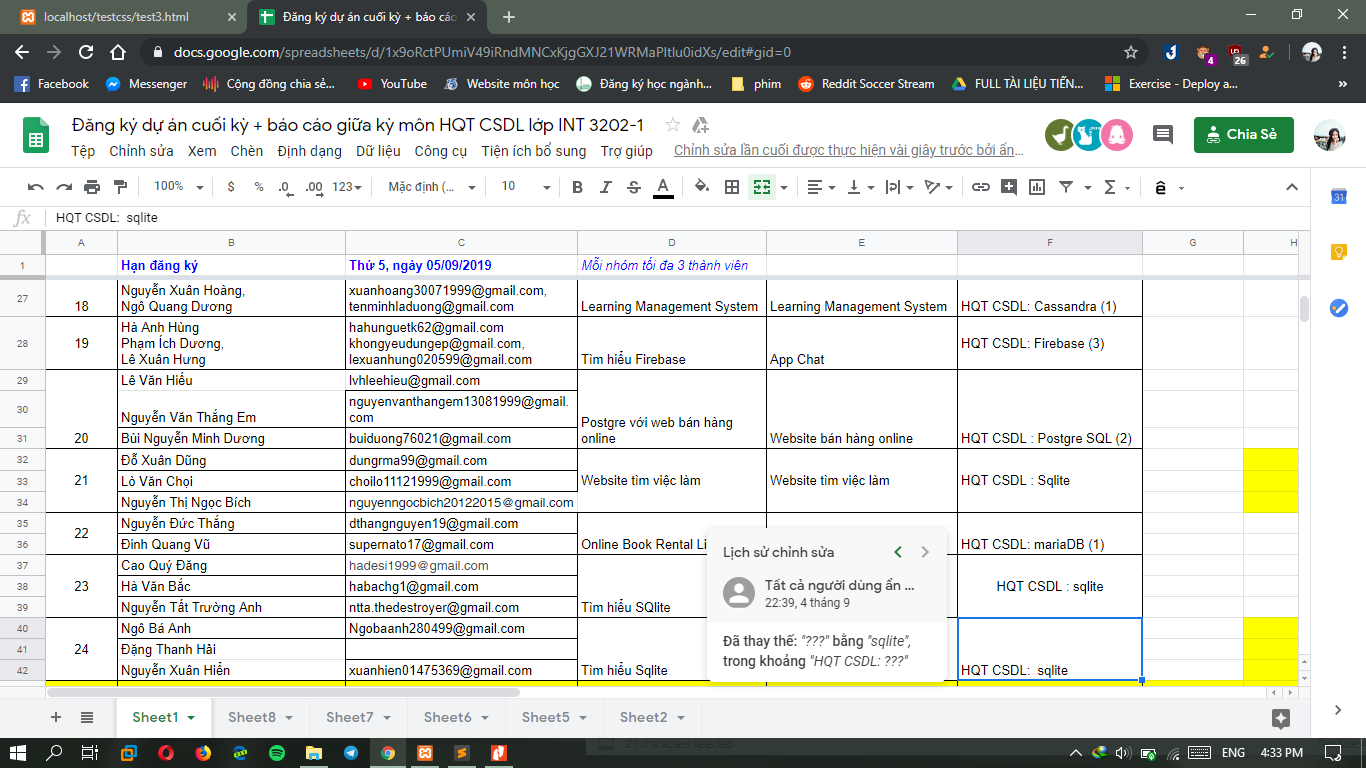 localhost/testcss/test3.html
Đăng ký dự án cuối kỳ + báo cáo
docs.google.com/spreadsheets/d/1x9oRctPUmiV49iRndMNCxKjgGXJ21WRMaPltlu0idXs/edit#gid=0
4
26
Facebook
Messenger
Cộng đồng chia sẻ...
YouTube
Website môn học
Đăng ký học ngành...
phim
Reddit Soccer Stream
FULL TÀI LIỆU TIẾN...
Exercise - Deploy a...
Đăng ký dự án cuối kỳ + báo cáo giữa kỳ môn HQT CSDL lớp INT 3202-1
Chia Sẻ
Tệp Chỉnh sửa Xem Chèn Định dạng Dữ liệu Công cụ Tiện ích bổ sung Trợ giúp
Chỉnh sửa lần cuối được thực hiện vài giây trước bởi ẩn...
100% $ % .0 .00 123 Mặc định (... 10 B I S A Σ ê
31
fx HQT CSDL: sqlite
A B C D E F G H
1 Hạn đăng ký Thứ 5, ngày 05/09/2019 Mỗi nhóm tối đa 3 thành viên
27 18
Nguyễn Xuân Hoàng,
Ngô Quang Dương
xuanhoang30071999@gmail.com,
tenminhladuong@gmail.com
Learning Management System
Learning Management System
HQT CSDL: Cassandra (1)
28 19
Hà Anh Hùng
Phạm Ích Dương,
Lê Xuân Hưng
hahunguetk62@gmail.com
khongyeudungep@gmail.com,
lexuanhung020599@gmail.com
Tìm hiểu Firebase
App Chat
HQT CSDL: Firebase (3)
29 Lê Văn Hiếu lvhleehieu@gmail.com
30 Nguyễn Văn Thắng Em
nguyenvanthangem13081999@gmail.
com
31 20 Bùi Nguyễn Minh Dương buiduong76021@gmail.com
Postgre với web bán hàng
online
Website bán hàng online
HQT CSDL : Postgre SQL (2)
32 Đỗ Xuân Dũng dungrma99@gmail.com
33 21 Lò Văn Chọi choilo11121999@gmail.com Website tìm việc làm Website tìm việc làm HQT CSDL : Sqlite
34 Nguyễn Thị Ngọc Bích nguyenngocbich20122015@gmail.com
35 22 Nguyễn Đức Thắng dthangnguyen19@gmail.com
36 Đinh Quang Vũ supernato17@gmail.com Online Book Rental Li HQT CSDL: mariaDB (1)
37 Cao Quý Đăng hadesi1999@gmail.com
38 23 Hà Văn Bắc habachg1@gmail.com HQT CSDL : sqlite
39 Nguyễn Tất Trường Anh ntta.thedestroyer@gmail.com Tìm hiểu SQlite
40 Ngô Bá Anh Ngobaanh280499@gmail.com
41 24 Đặng Thanh Hải
42 Nguyễn Xuân Hiển xuanhien01475369@gmail.com Tìm hiểu Sqlite HQT CSDL: sqlite
Lịch sử chỉnh sửa
Tất cả người dùng ẩn ...
22:39, 4 tháng 9
Đã thay thế: "???" bằng "sqlite",
trong khoảng "HQT CSDL: ???"
Sheet1 Sheet8 Sheet7 Sheet6 Sheet5 Sheet2
21 characters selected
ENG 4:33 PM